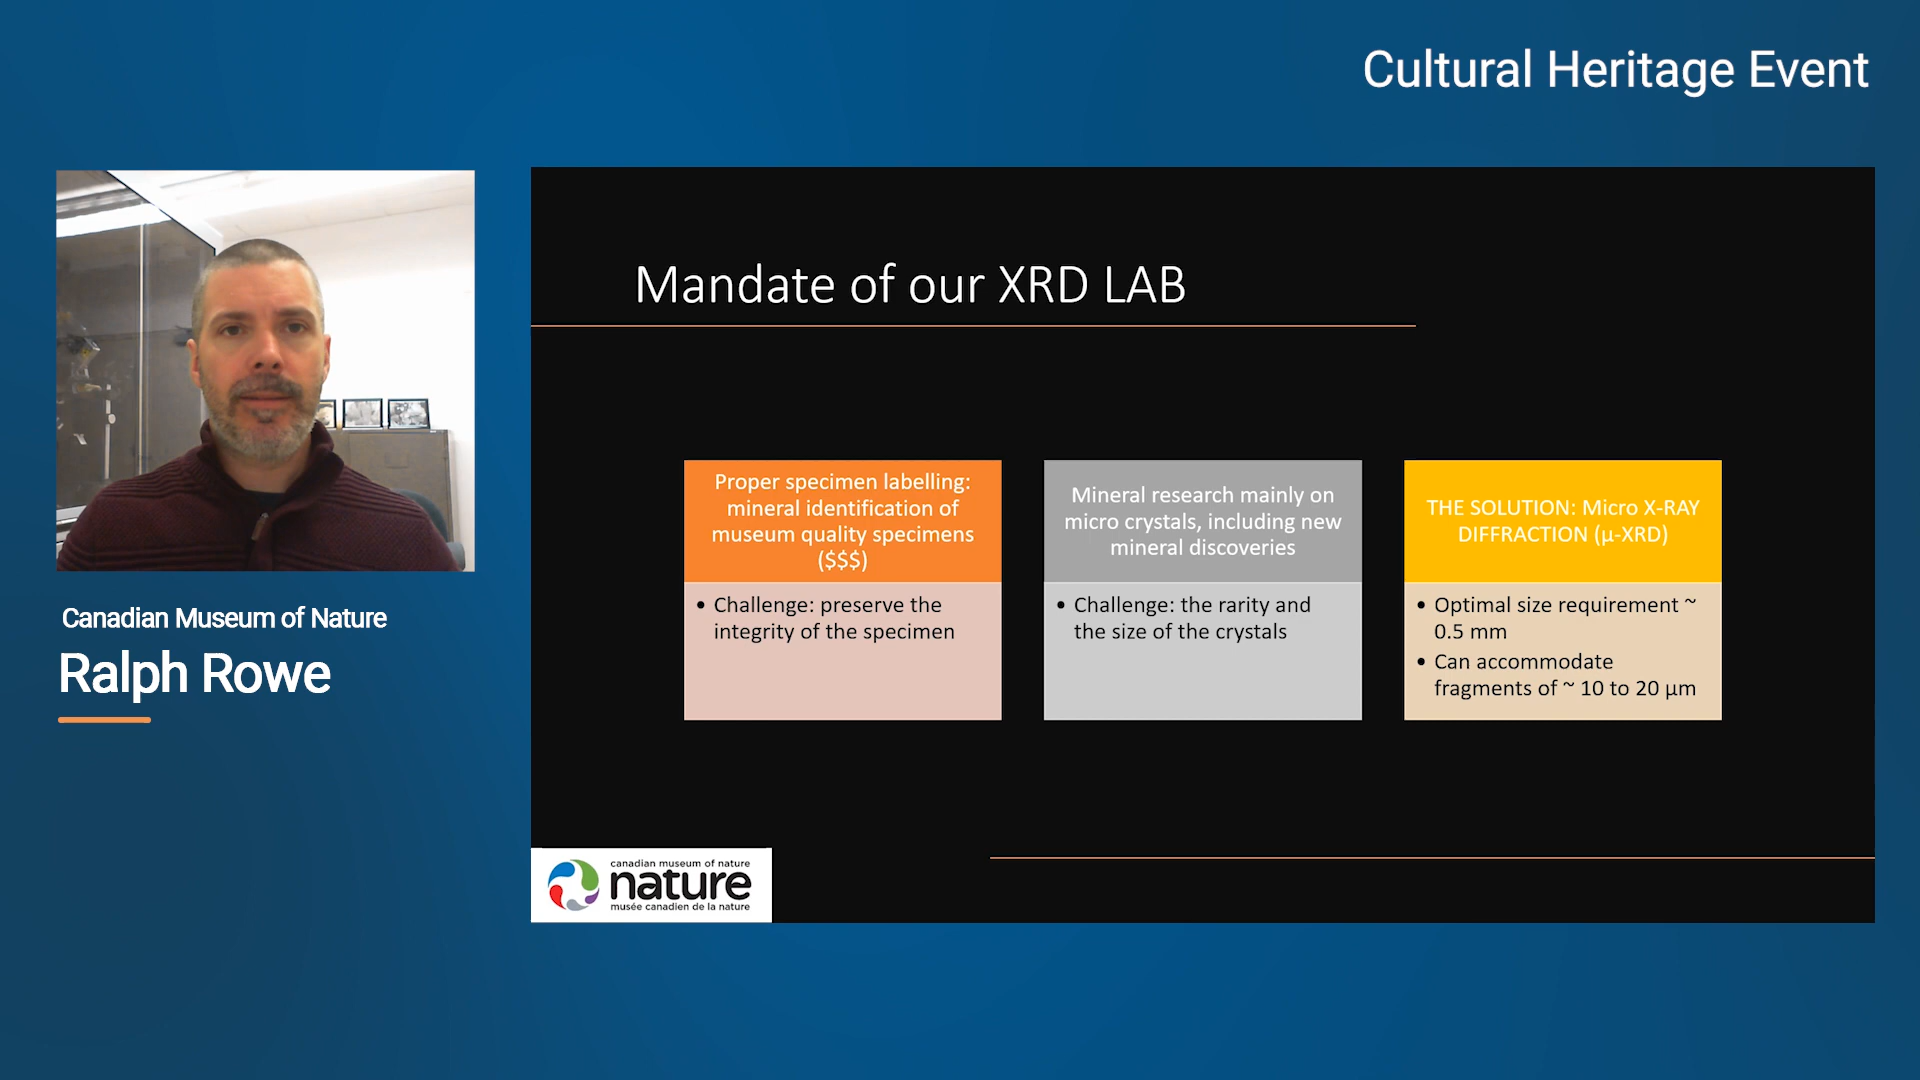 Cultural Heritage Event
Canadian Museum of Nature
Ralph Rowe
Mandate of our XRD LAB
Proper specimen labelling:
mineral identification of
museum quality specimens
($$$)
• Challenge: preserve the
integrity of the specimen
Mineral research mainly on
micro crystals, including new
mineral discoveries
• Challenge: the rarity and
the size of the crystals
THE SOLUTION: Micro X-RAY
DIFFRACTION (μ-XRD)
• Optimal size requirement ~
0.5 mm
• Can accommodate
fragments of ~ 10 to 20 μm
canadian museum of nature
nature
musée canadien de la nature